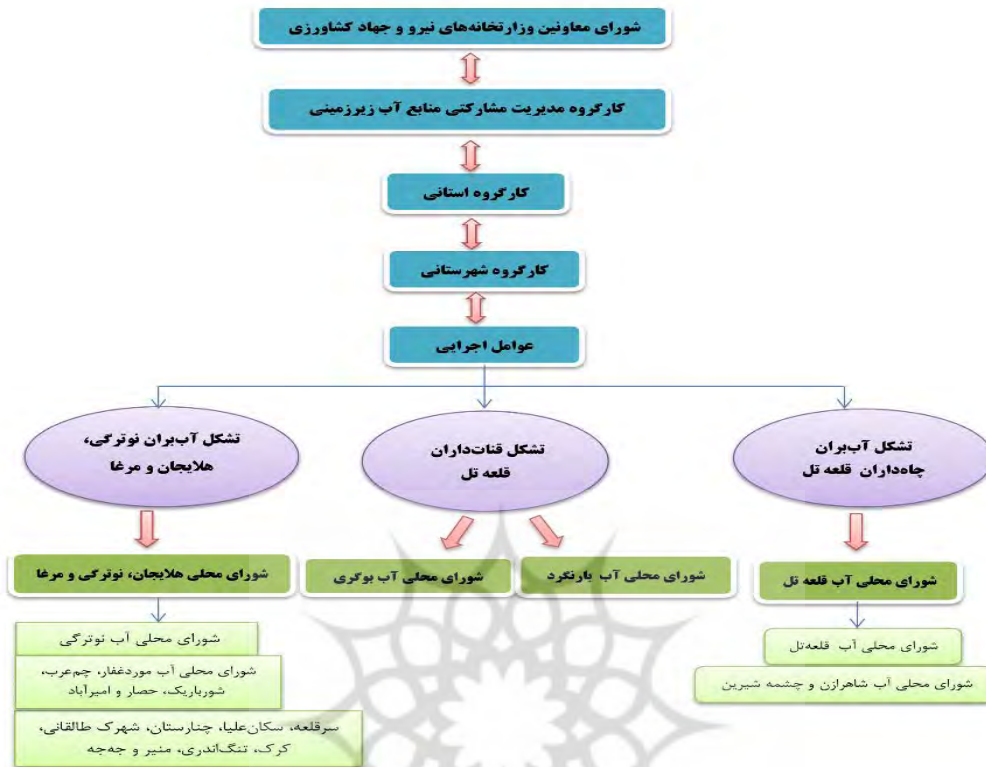 شورای معاونین وزارتخانه‌های نیرو و جهاد کشاورزی
کارگروه مدیریت مشارکتی منابع آب زیرزمینی
کارگروه استانی
کارگروه شهرستانی
عوامل اجرایی
تشکل آب‌بران
چاه‌داران قلعه تل
تشکل قنات‌داران
قلعه تل
تشکل آب‌بران نوترگی،
هلایجان و مرغا
شورای محلی آب قلعه تل
شورای محلی آب بارنگرد
شورای محلی آب بوگری
شورای محلی هلایجان، نوترگی و مرغا
شورای محلی آب قلعه‌تل
شورای محلی آب شاهرازن و چشمه شیرین
شورای محلی آب نوترگی
شورای محلی آب موردغفار، چم‌عرب،
شورباریک، حصار و امیرآباد
سرقلعه، سکان‌علیا، چنارستان، شهرک طالقانی،
کرک، تنگ‌اندری، منیر و جه‌جه